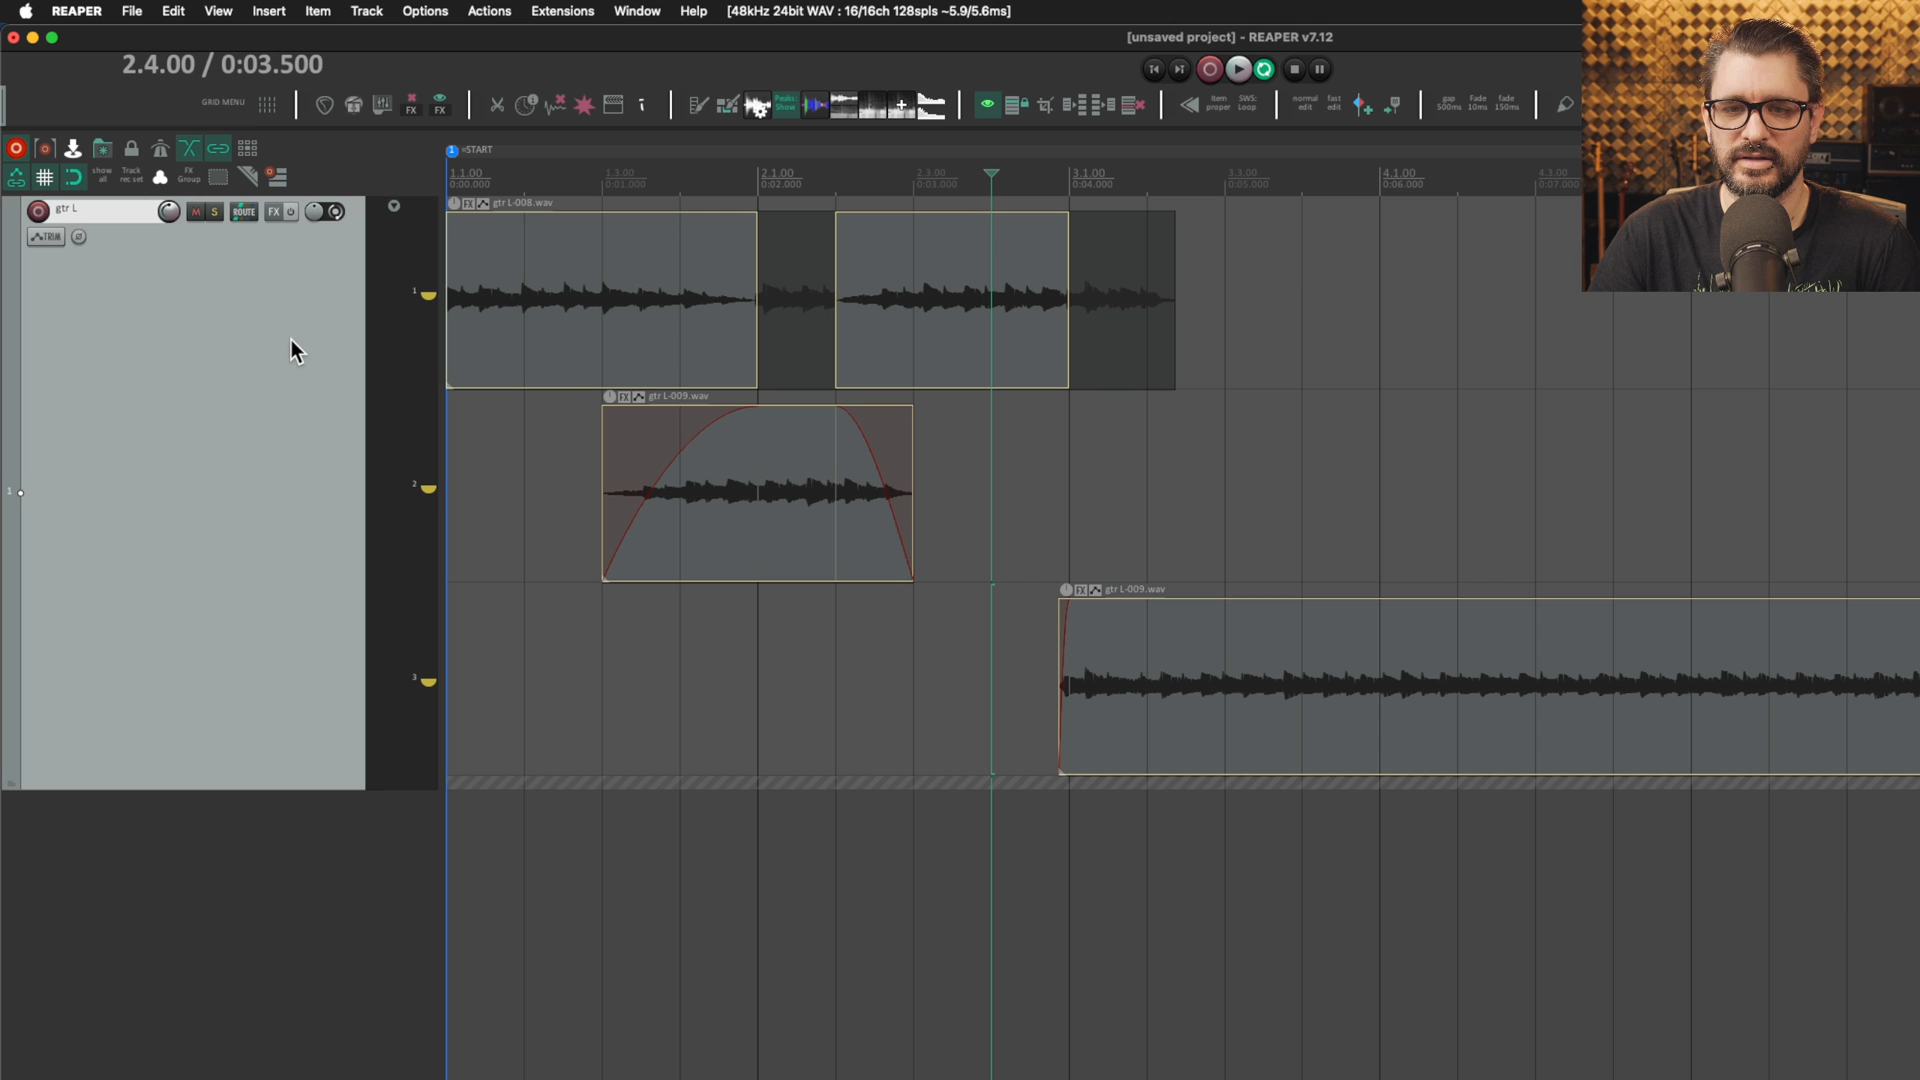 REAPER File Edit View Insert Item Track Options Actions Extensions Window Help [48kHz 24bit WAV : 16/16ch 128spls ~5.9/5.6ms]
[unsaved project] - REAPER v7.12
2.4.00 / 0:03.500
GRID MENU
FX FX
Peaks: Show
Item proper
SWS: Loop
normal edit
fast edit
gap 500ms
Fade 10ms
fade 150ms
show all
Track rec set
FX Group
1 =START
1.1.00 1.3.00 2.1.00 2.3.00 3.1.00 3.3.00 4.1.00 4.3.00
0:00.000 0:01.000 0:02.000 0:03.000 0:04.000 0:05.000 0:06.000 0:07.000
gtr L M S ROUTE FX
TRIM
FX gtr L-008.wav
1
FX gtr L-009.wav
2
1
FX gtr L-009.wav
3